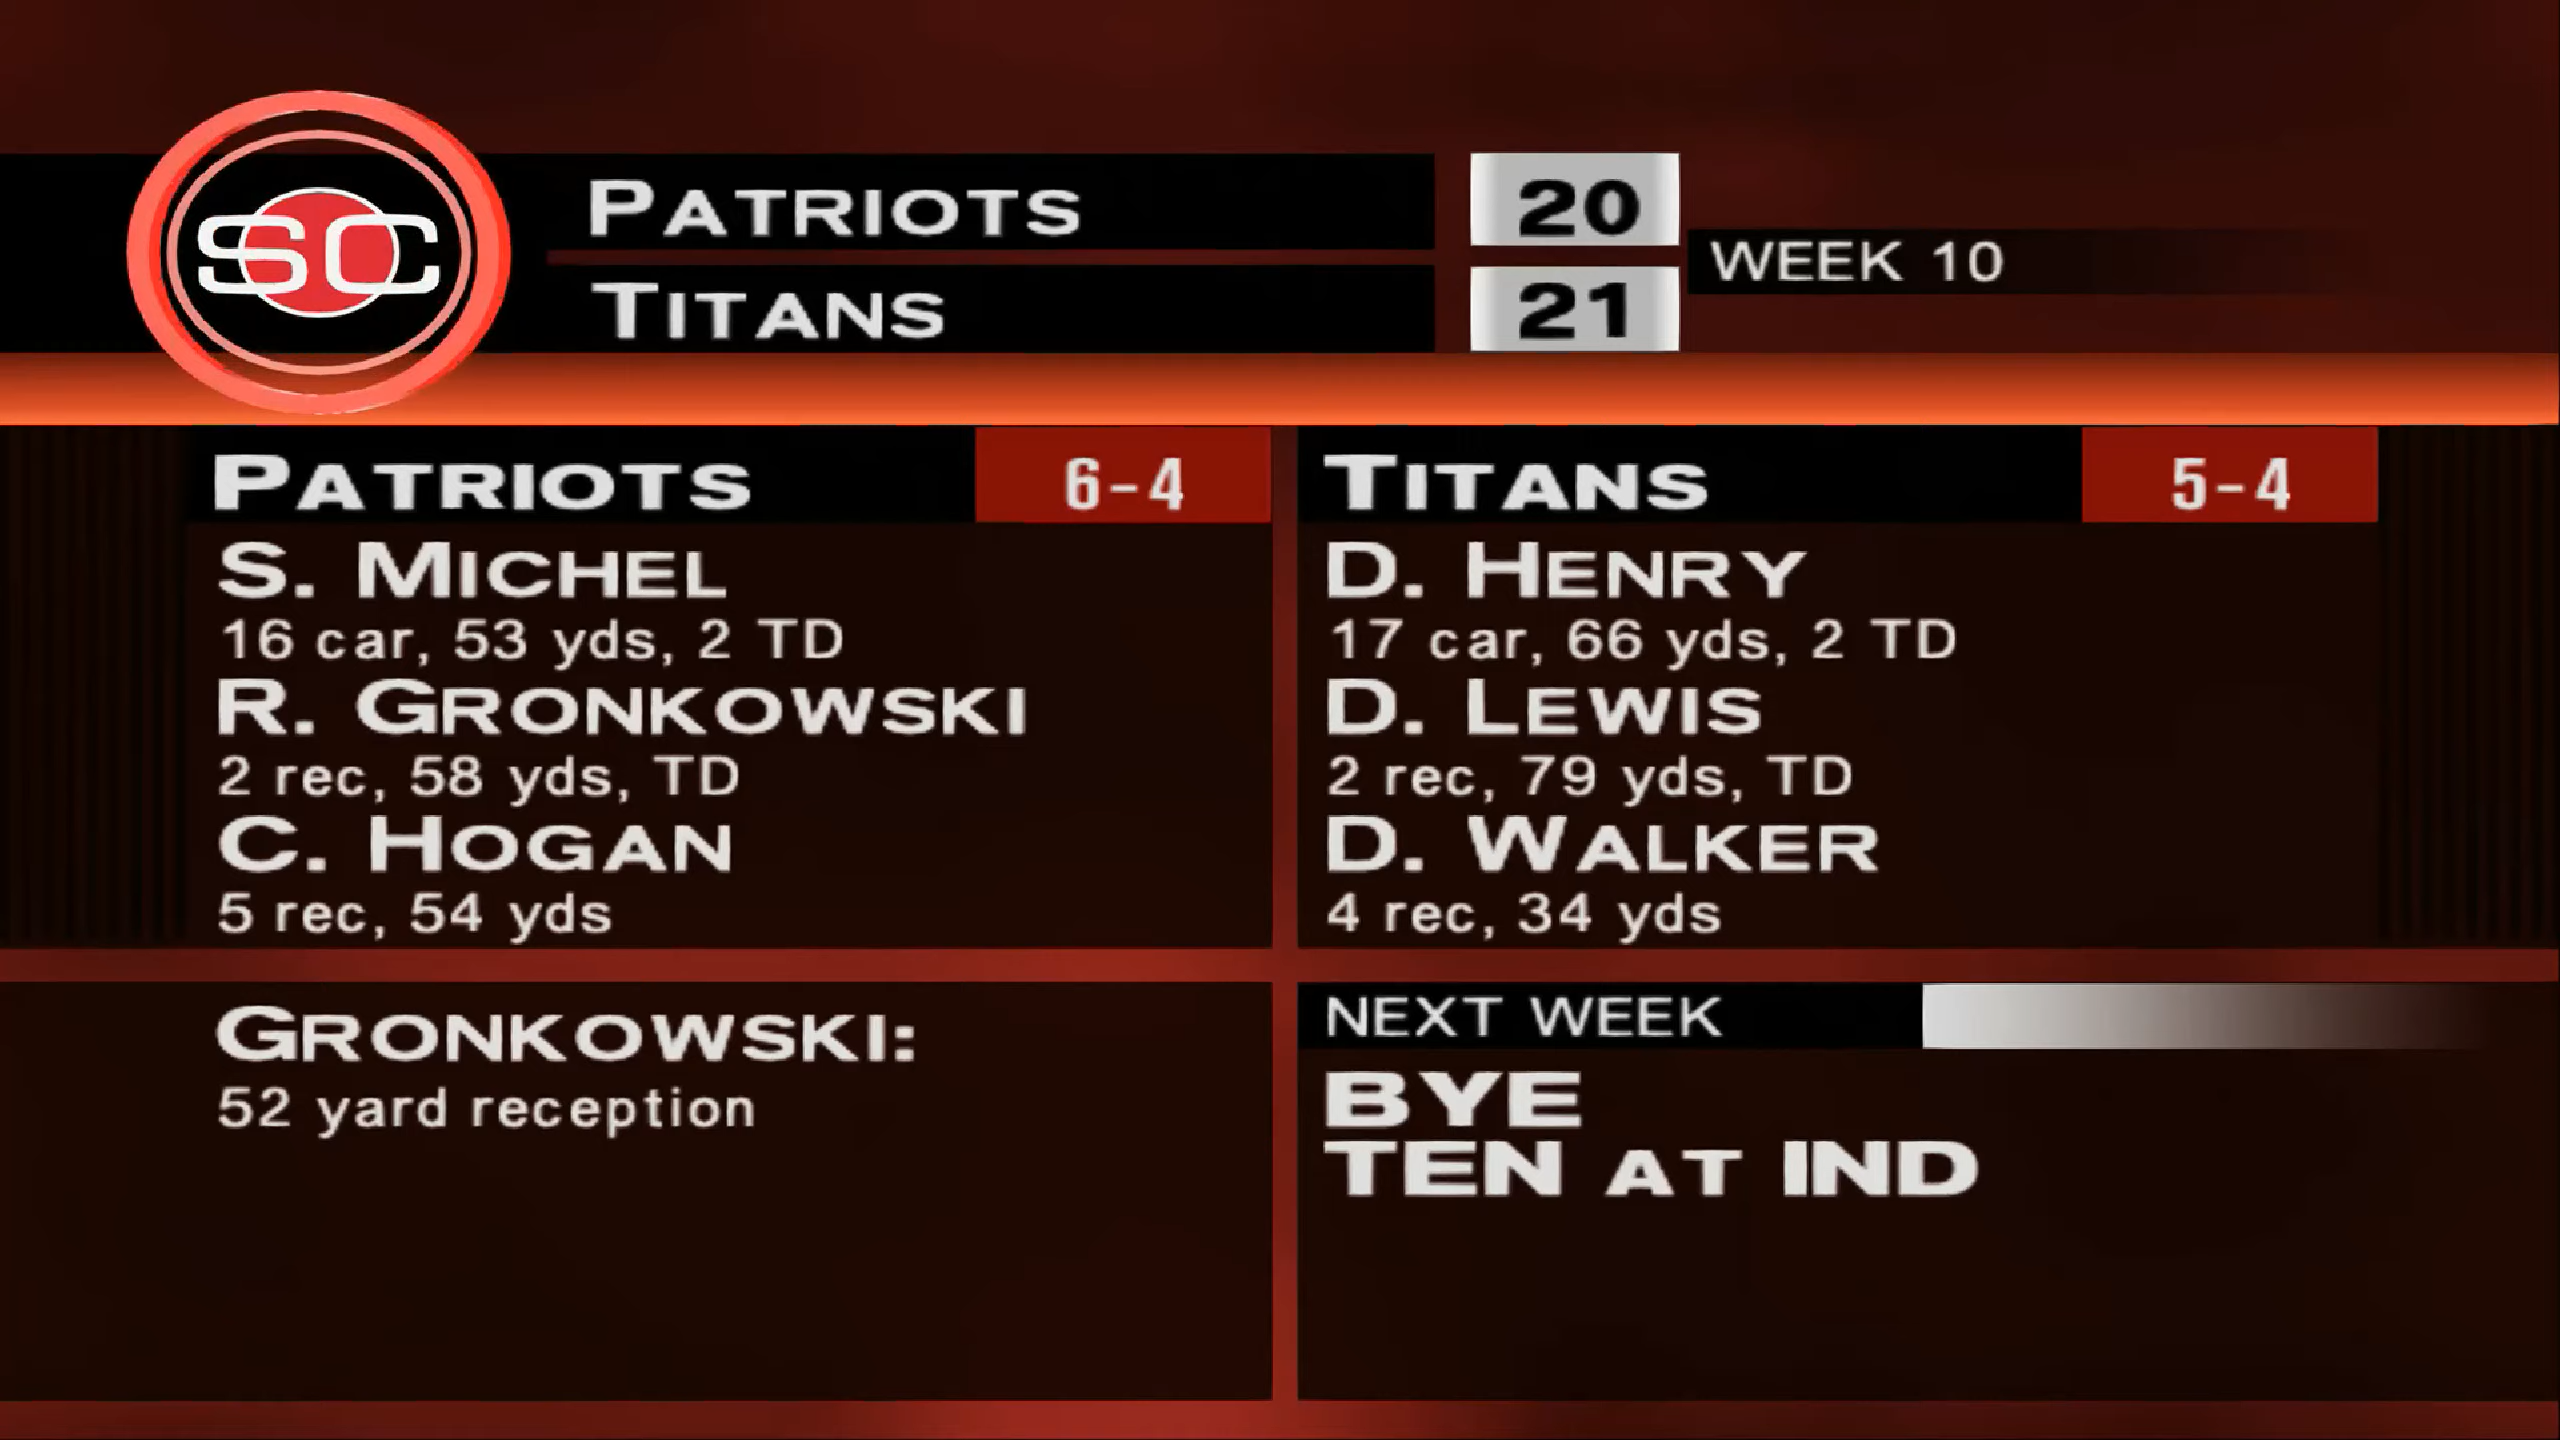 SC
PATRIOTS 20
TITANS 21
WEEK 10
PATRIOTS 6-4
S. MICHEL
16 car, 53 yds, 2 TD
R. GRONKOWSKI
2 rec, 58 yds, TD
C. HOGAN
5 rec, 54 yds
TITANS 5-4
D. HENRY
17 car, 66 yds, 2 TD
D. LEWIS
2 rec, 79 yds, TD
D. WALKER
4 rec, 34 yds
GRONKOWSKI:
52 yard reception
NEXT WEEK
BYE
TEN AT IND